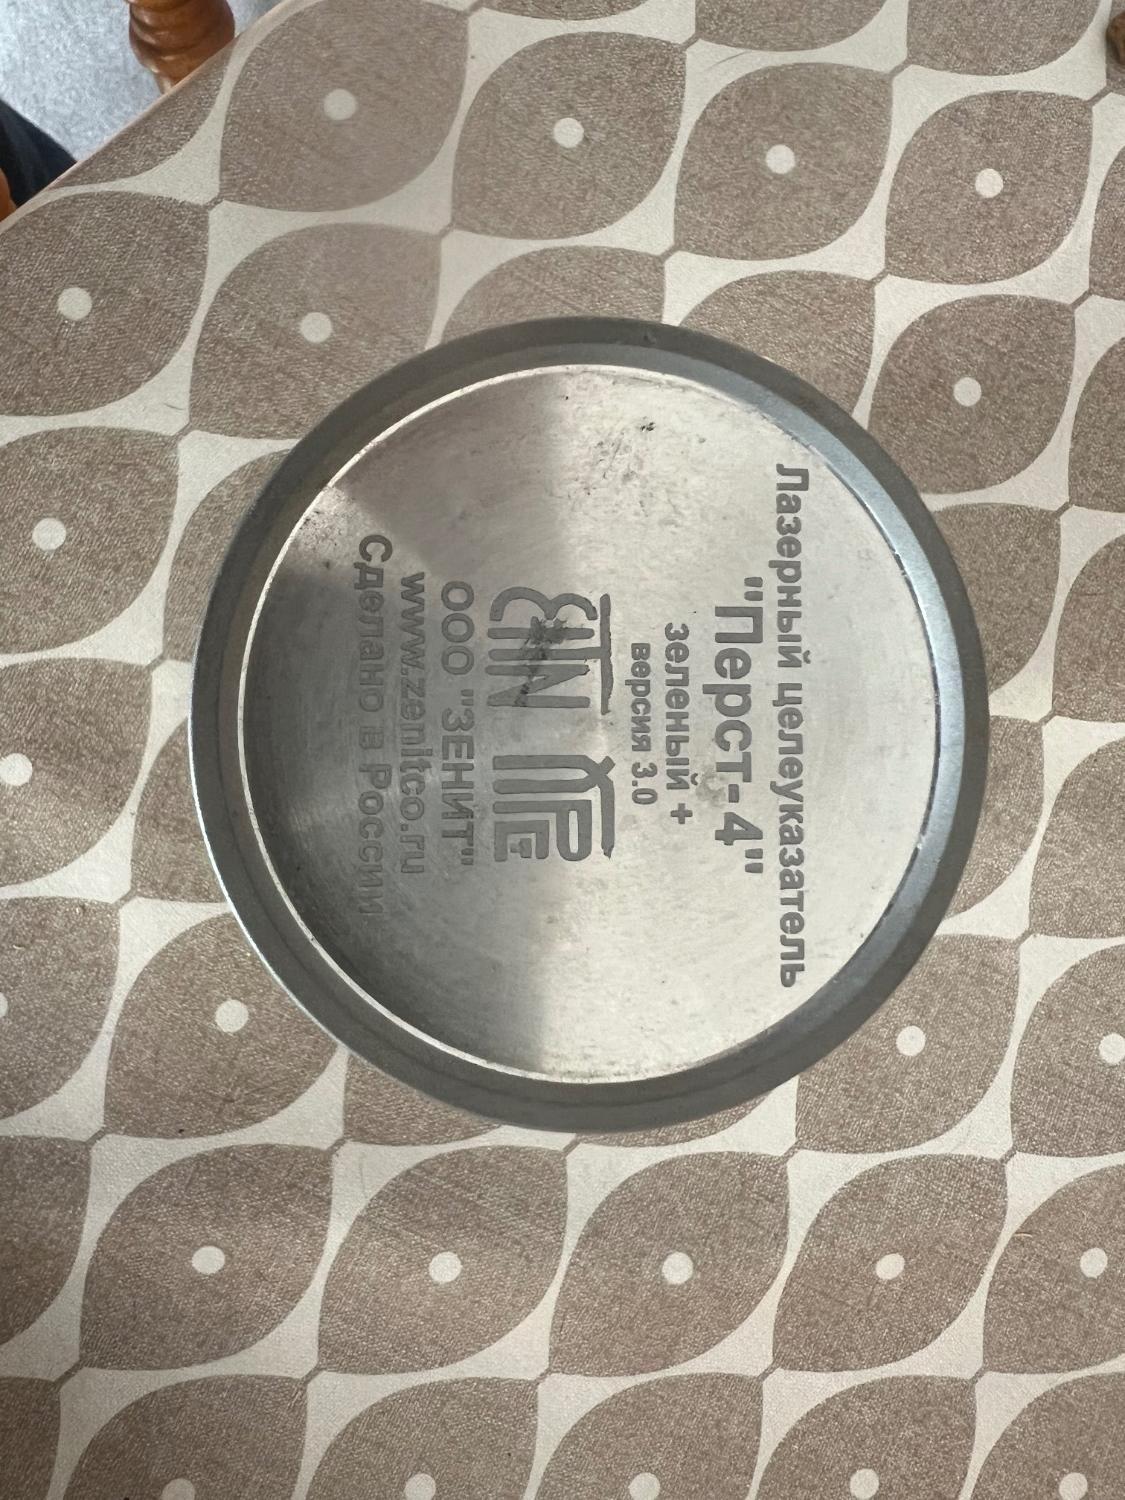 Лазерный целеуказатель
"Перст-4"
зеленый +
версия 3.0
ООО "ЗЕНИТ"
www.zenitco.ru
Сделано в России